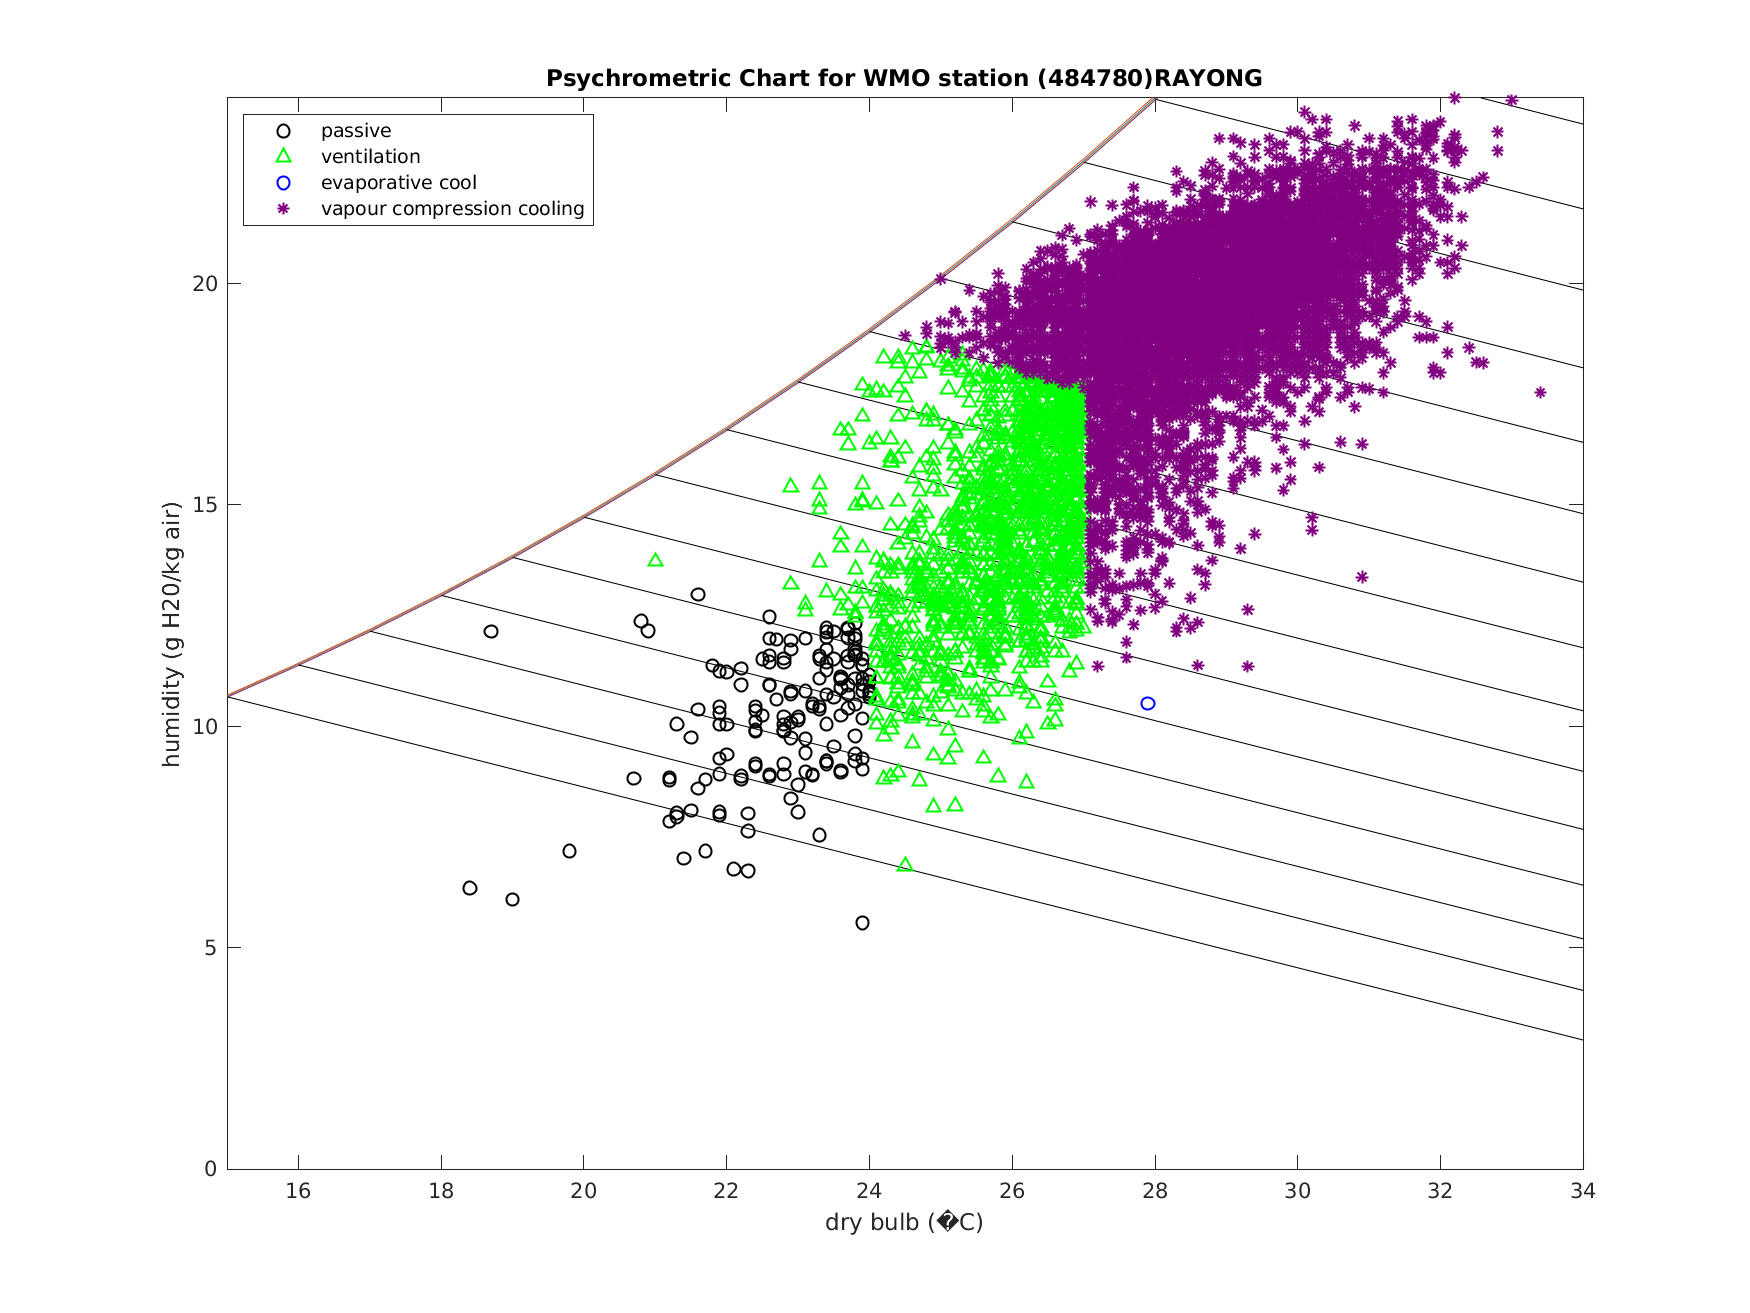 Psychrometric Chart for WMO station (484780)RAYONG
passive
ventilation
evaporative cool
vapour compression cooling
humidity (g H20/kg air)
20
15
10
5
0
16 18 20 22 24 26 28 30 32 34
dry bulb (�C)